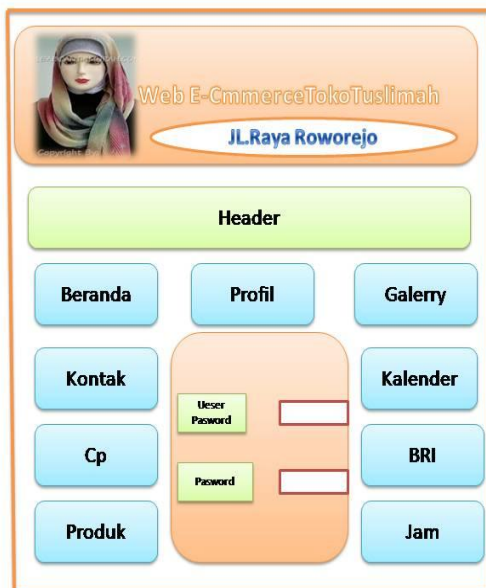 Web E-CmmerceTokoTuslimah
JL.Raya Roworejo
Header
Beranda
Profil
Galerry
Kontak
Kalender
Ueser
Pasword
Cp
BRI
Pasword
Produk
Jam